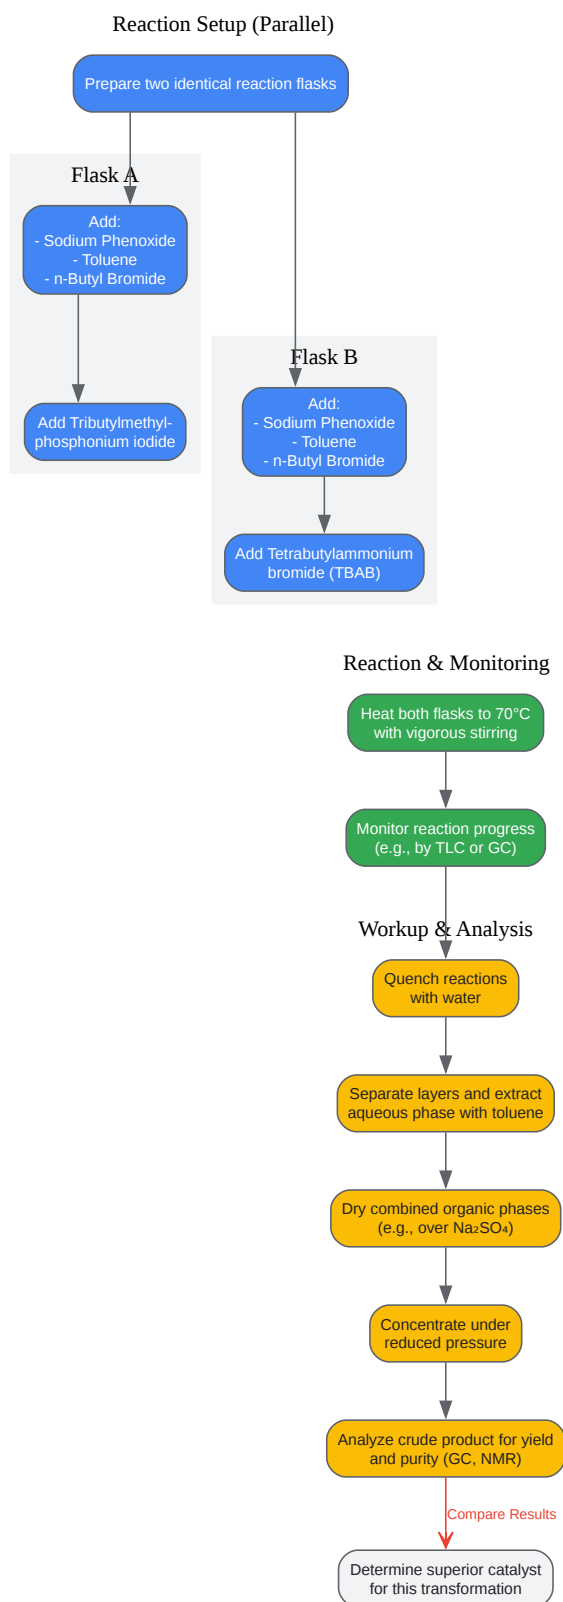 Reaction Setup (Parallel)
Prepare two identical reaction flasks
Flask A
Add:
- Sodium Phenoxide
- Toluene
- n-Butyl Bromide
Add Tributylmethyl-
phosphonium iodide
Flask B
Add:
- Sodium Phenoxide
- Toluene
- n-Butyl Bromide
Add Tetrabutylammonium
bromide (TBAB)
Reaction & Monitoring
Heat both flasks to 70°C
with vigorous stirring
Monitor reaction progress
(e.g., by TLC or GC)
Workup & Analysis
Quench reactions
with water
Separate layers and extract
aqueous phase with toluene
Dry combined organic phases
(e.g., over Na₂SO₄)
Concentrate under
reduced pressure
Analyze crude product for yield
and purity (GC, NMR)
Compare Results
Determine superior catalyst
for this transformation